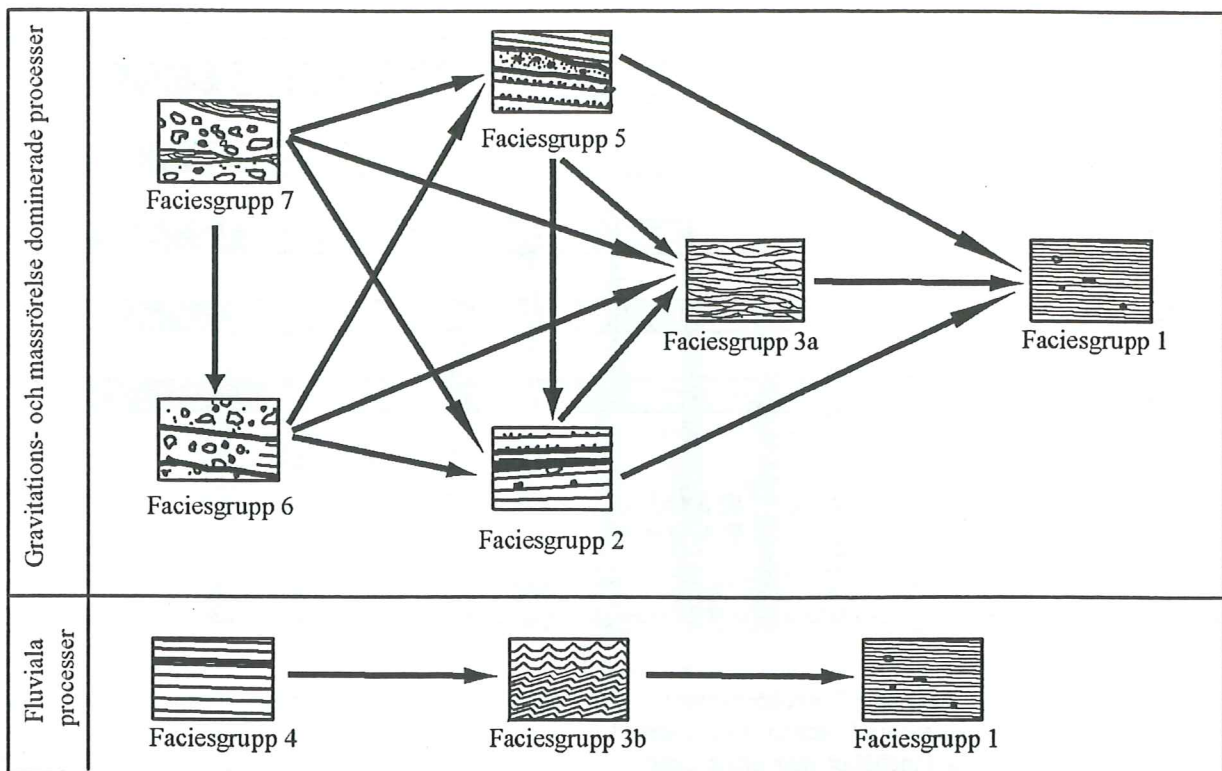 Gravitations- och massrörelse dominerade processer
Faciesgrupp 5
Faciesgrupp 7
Faciesgrupp 3a
Faciesgrupp 1
Faciesgrupp 6
Faciesgrupp 2
Fluviala
processer
Faciesgrupp 4
Faciesgrupp 3b
Faciesgrupp 1